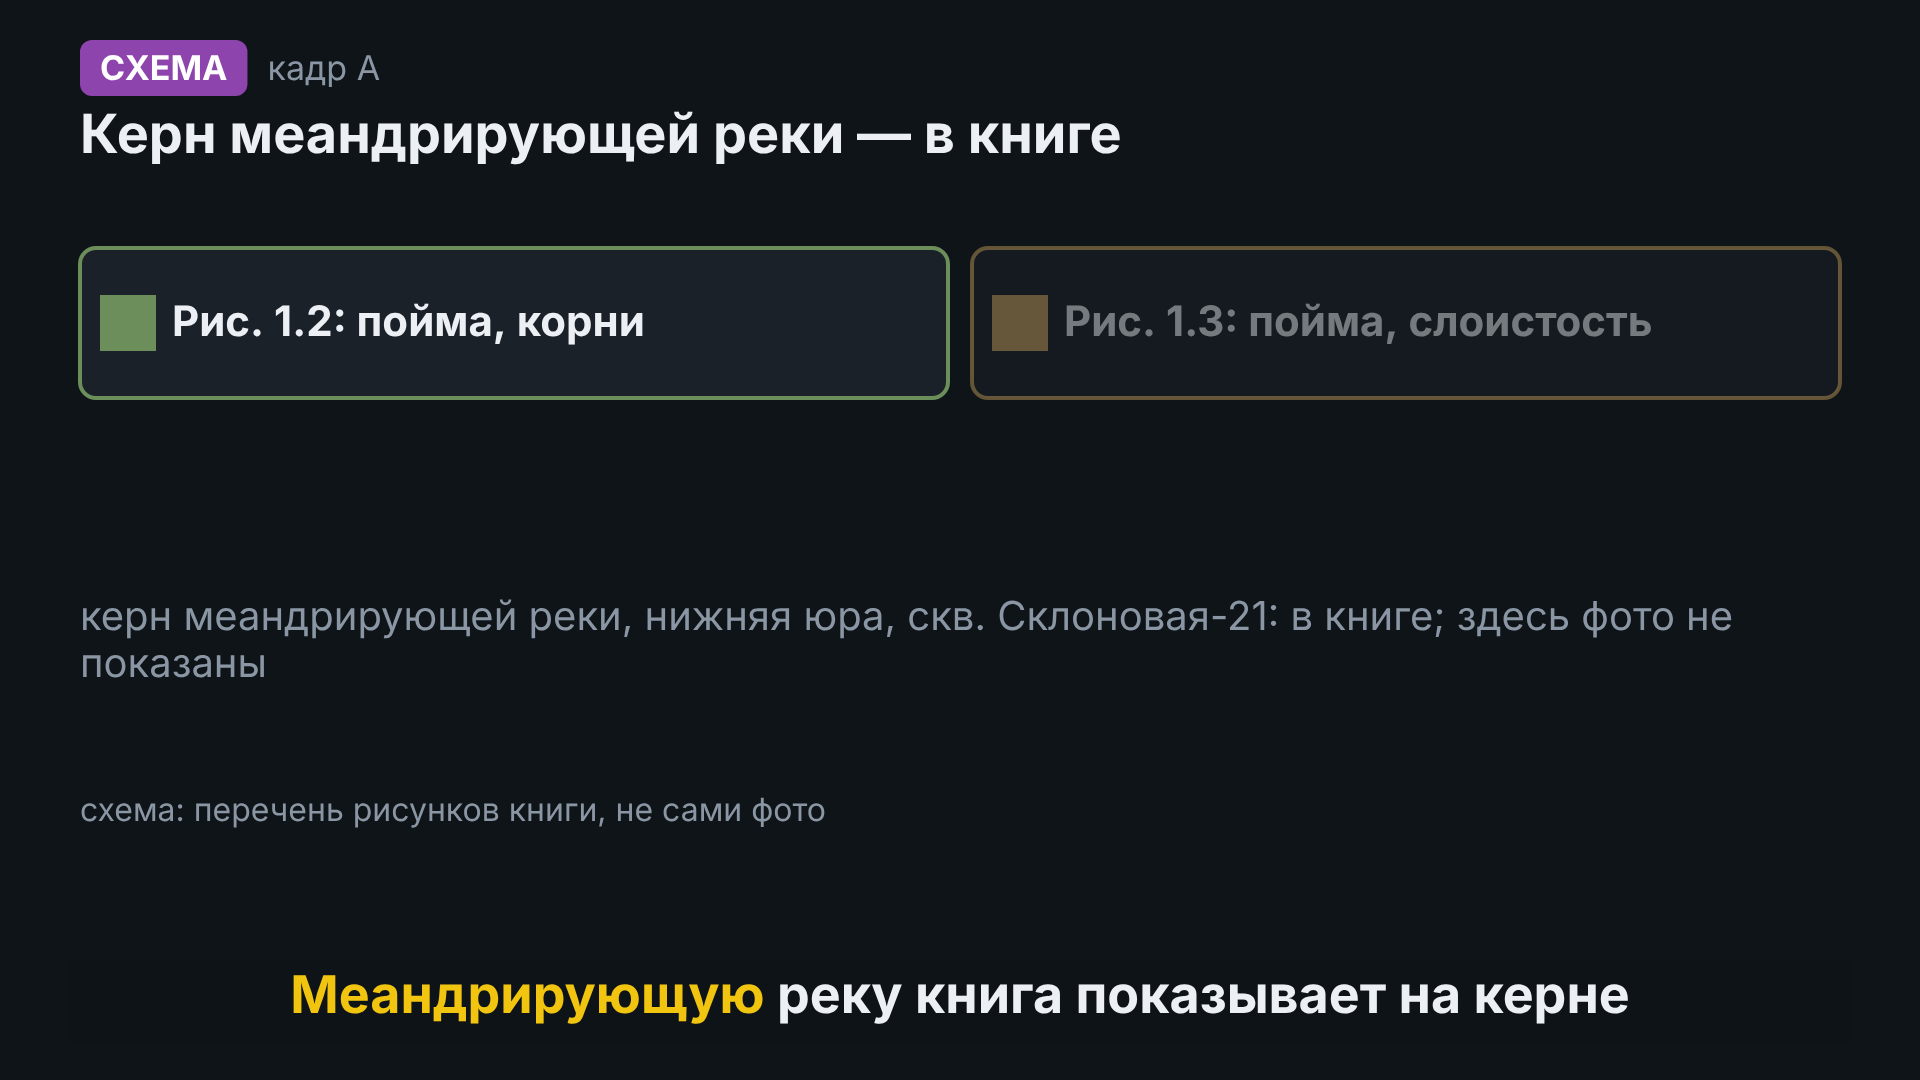 СХЕМА кадр А
Керн меандрирующей реки — в книге
Рис. 1.2: пойма, корни
Рис. 1.3: пойма, слоистость
керн меандрирующей реки, нижняя юра, скв. Склоновая-21: в книге; здесь фото не
показаны
схема: перечень рисунков книги, не сами фото
Меандрирующую реку книга показывает на керне